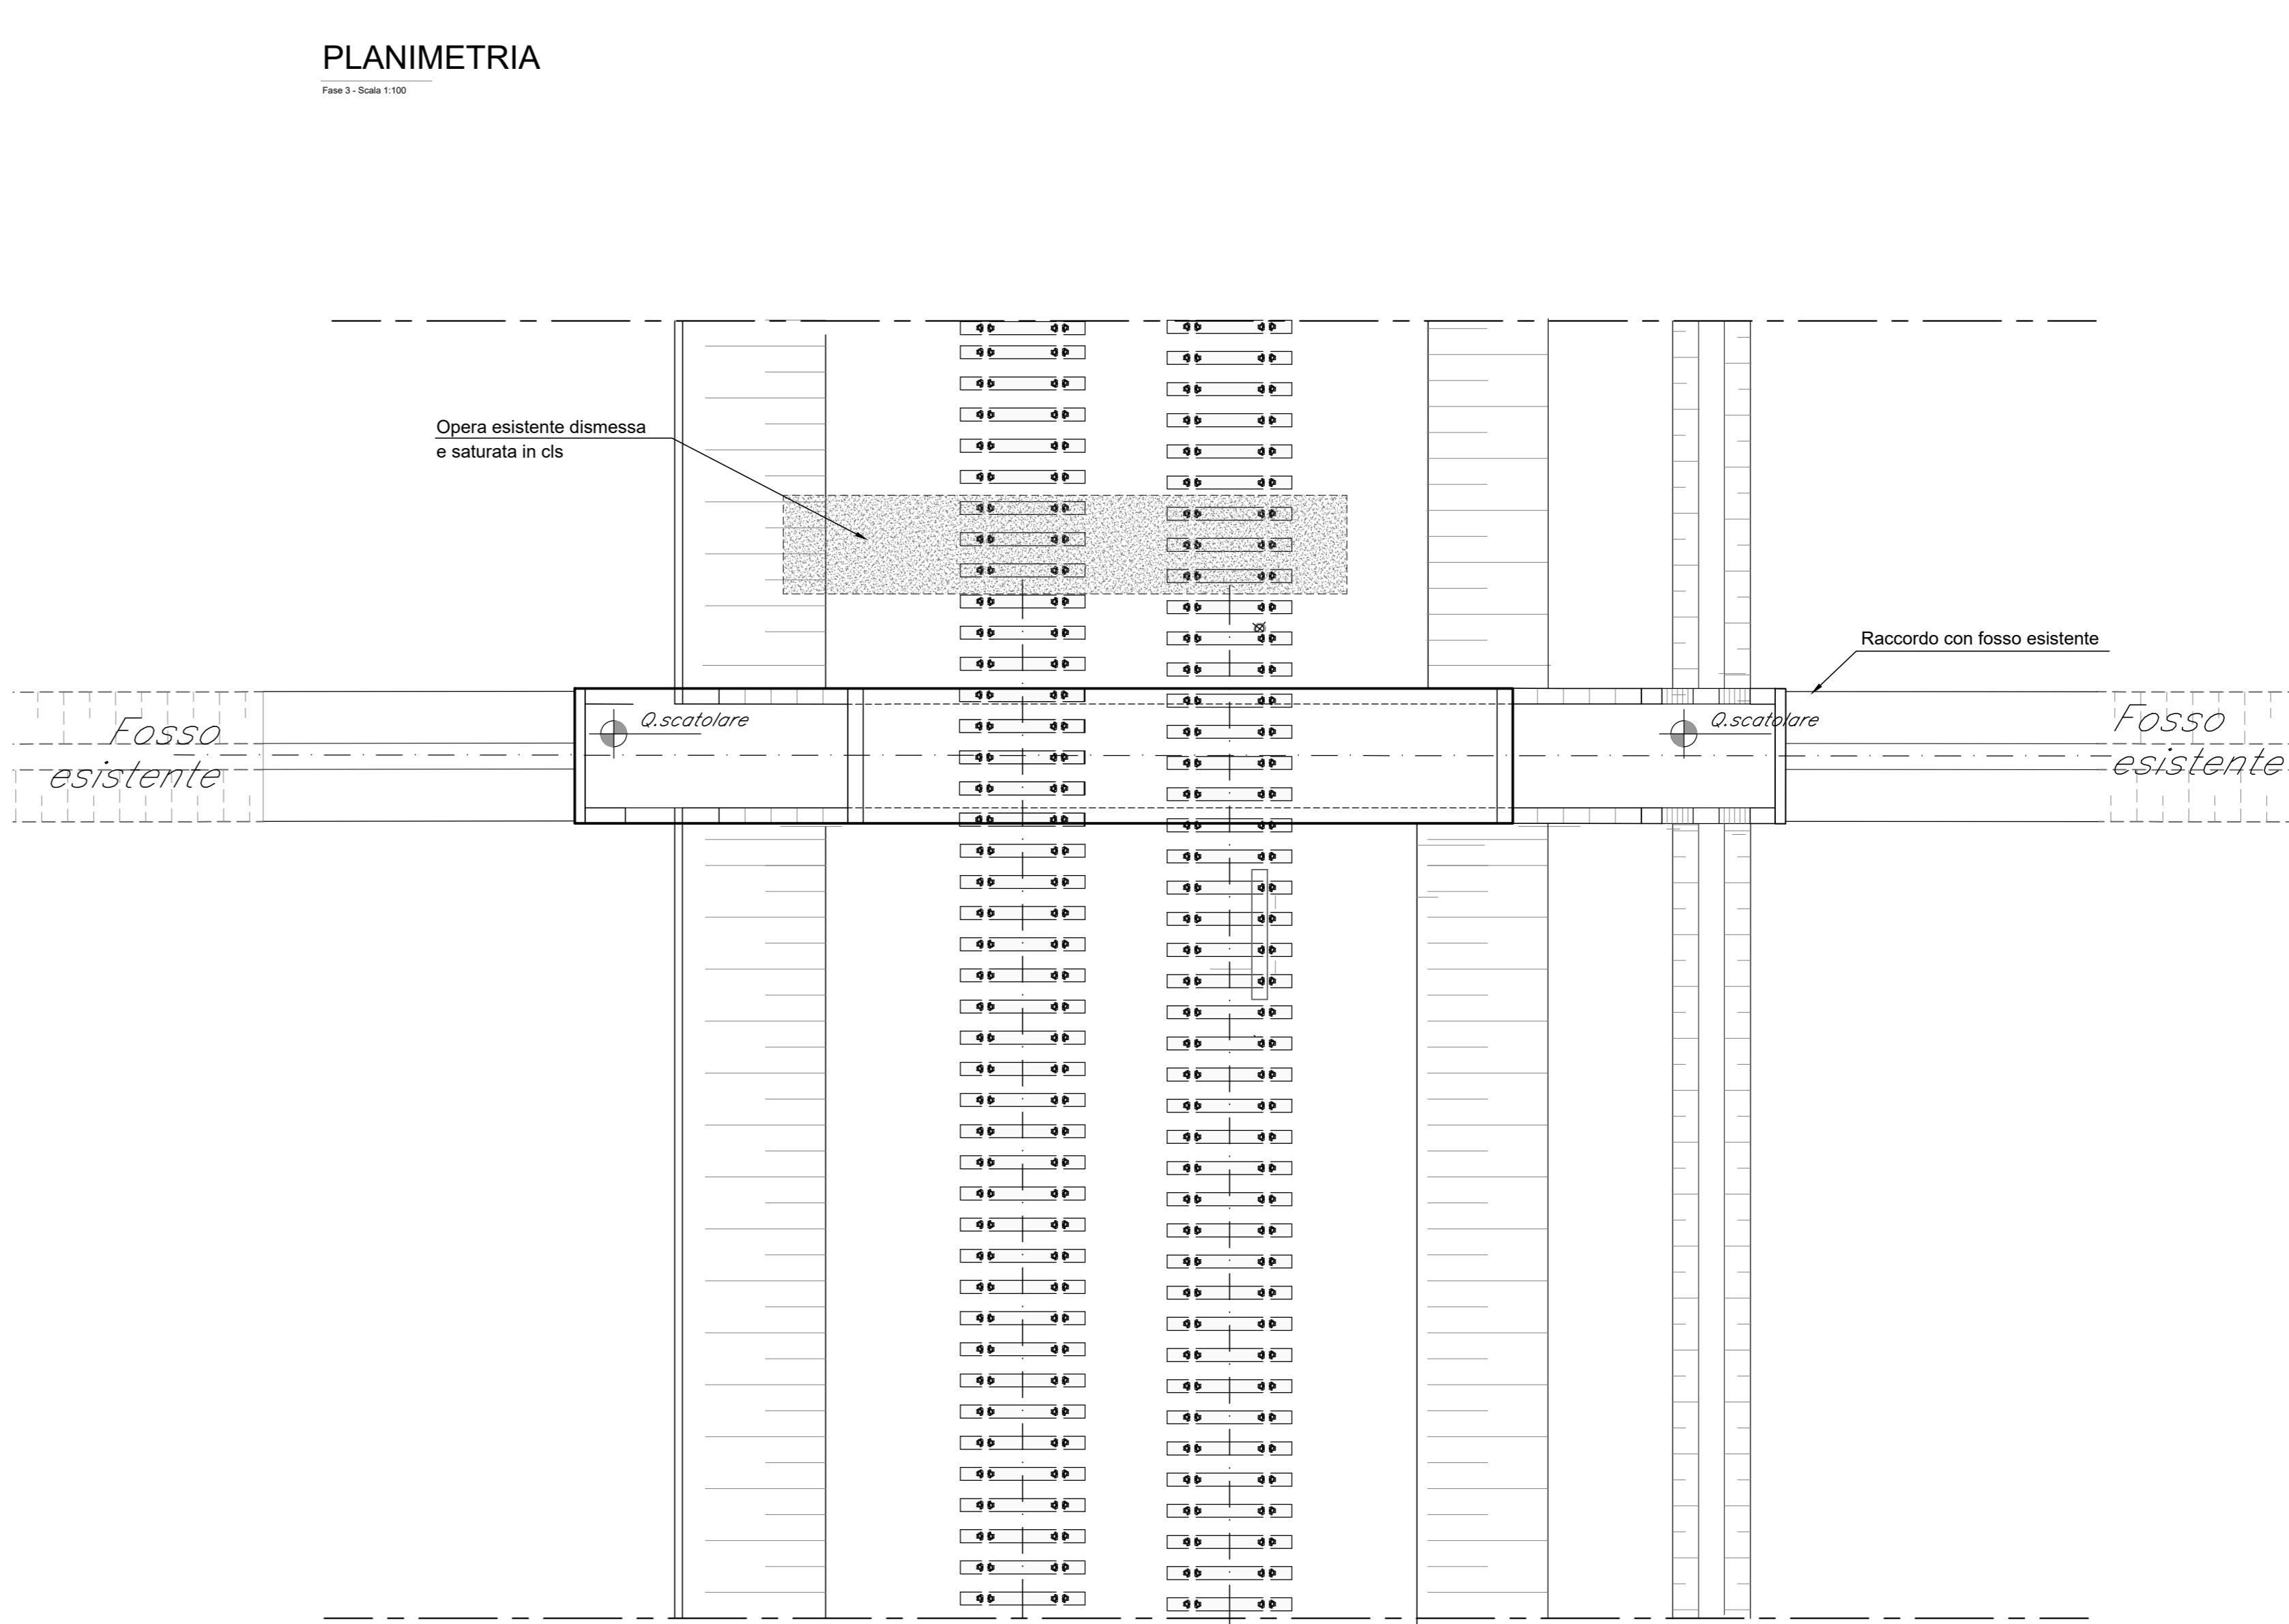 PLANIMETRIA
Fase 3 - Scala 1:100
Opera esistente dismessa
e saturata in cls
Raccordo con fosso esistente
Fosso
esistente
Q.scatolare
Q.scatolare
Fosso
esistente